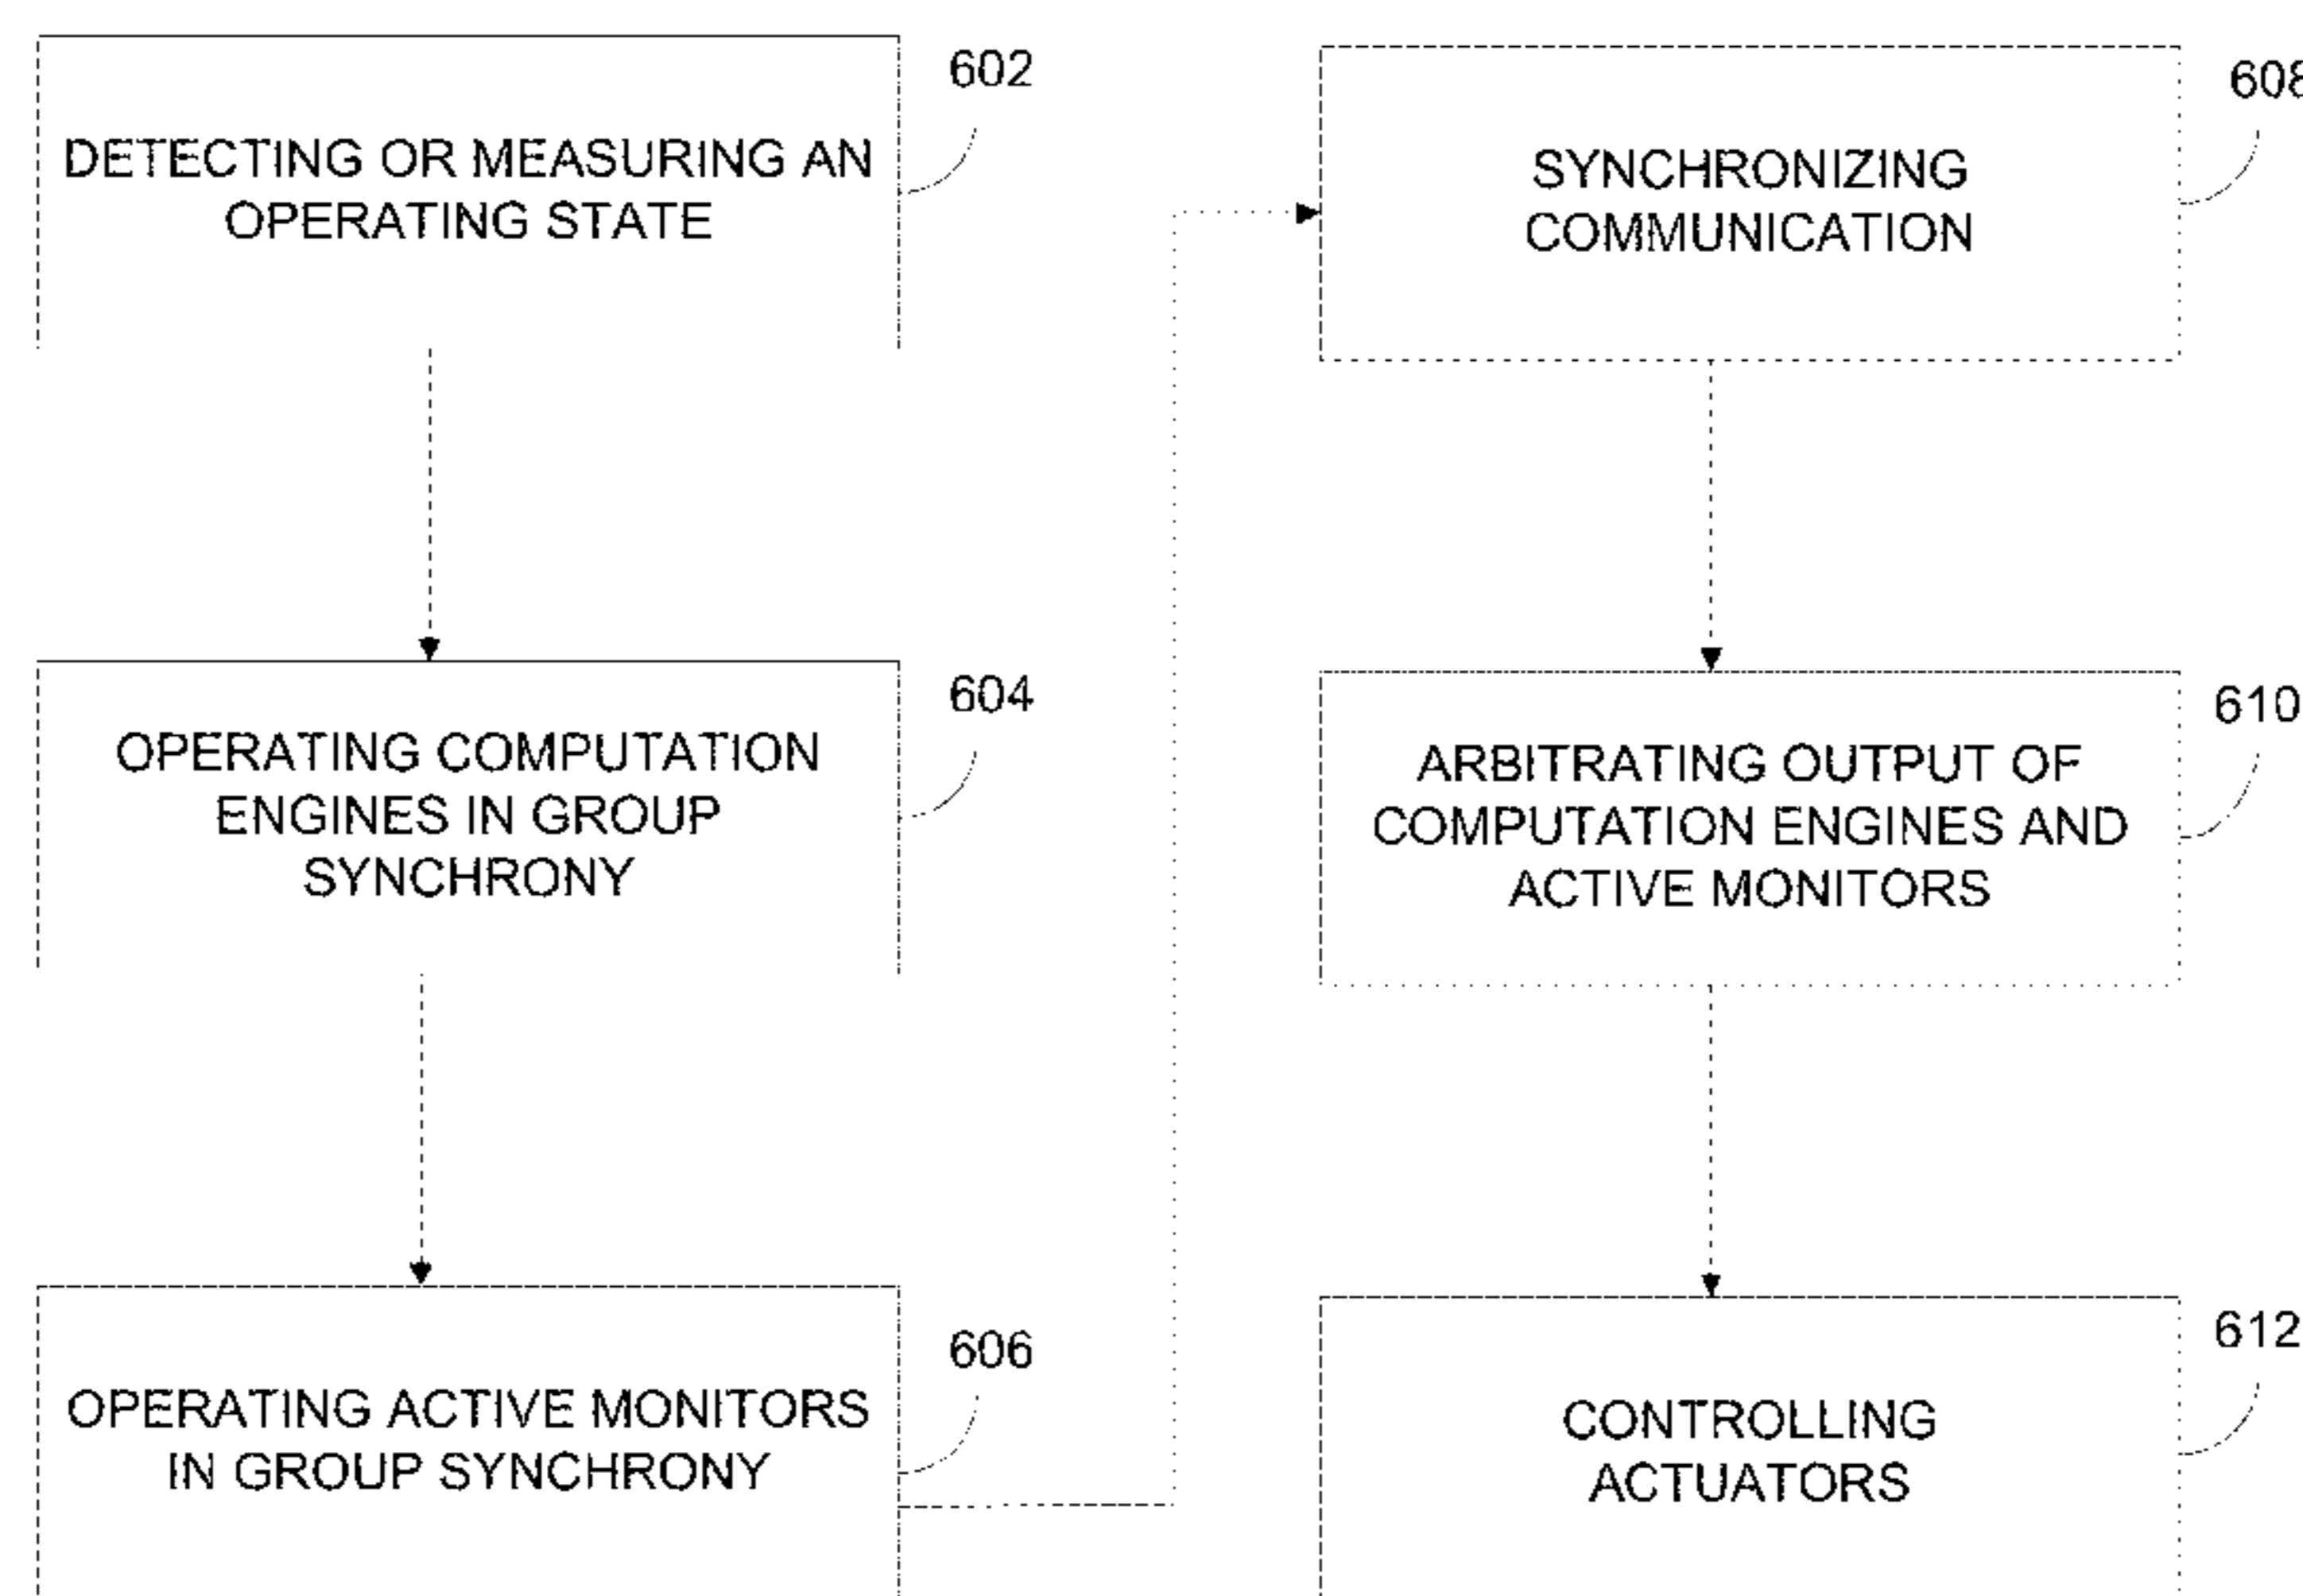 602
DETECTING OR MEASURING AN
OPERATING STATE
604
OPERATING COMPUTATION
ENGINES IN GROUP
SYNCHRONY
606
OPERATING ACTIVE MONITORS
IN GROUP SYNCHRONY
608
SYNCHRONIZING
COMMUNICATION
610
ARBITRATING OUTPUT OF
COMPUTATION ENGINES AND
ACTIVE MONITORS
612
CONTROLLING
ACTUATORS